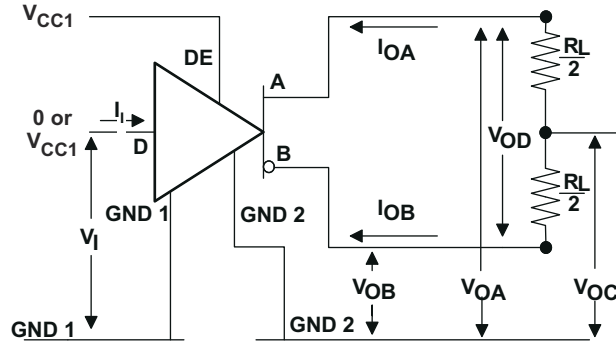 VCC1
DE
IOA
RL
2
A
0 or
VCC1
II
D
VOD
B
GND 1
GND 2
RL
2
VI
IOB
VOB
VOA
VOC
GND 1
GND 2